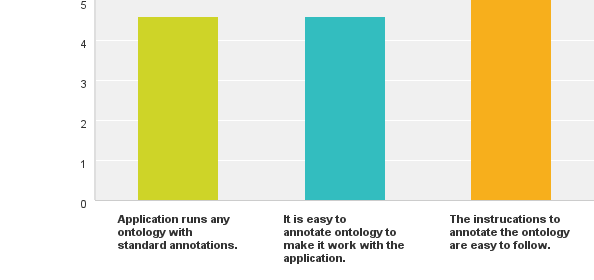 5
4
3
2
1
0
Application runs any
ontology with
standard annotations.
It is easy to
annotate ontology to
make it work with the
application.
The instrucations to
annotate the ontology
are easy to follow.